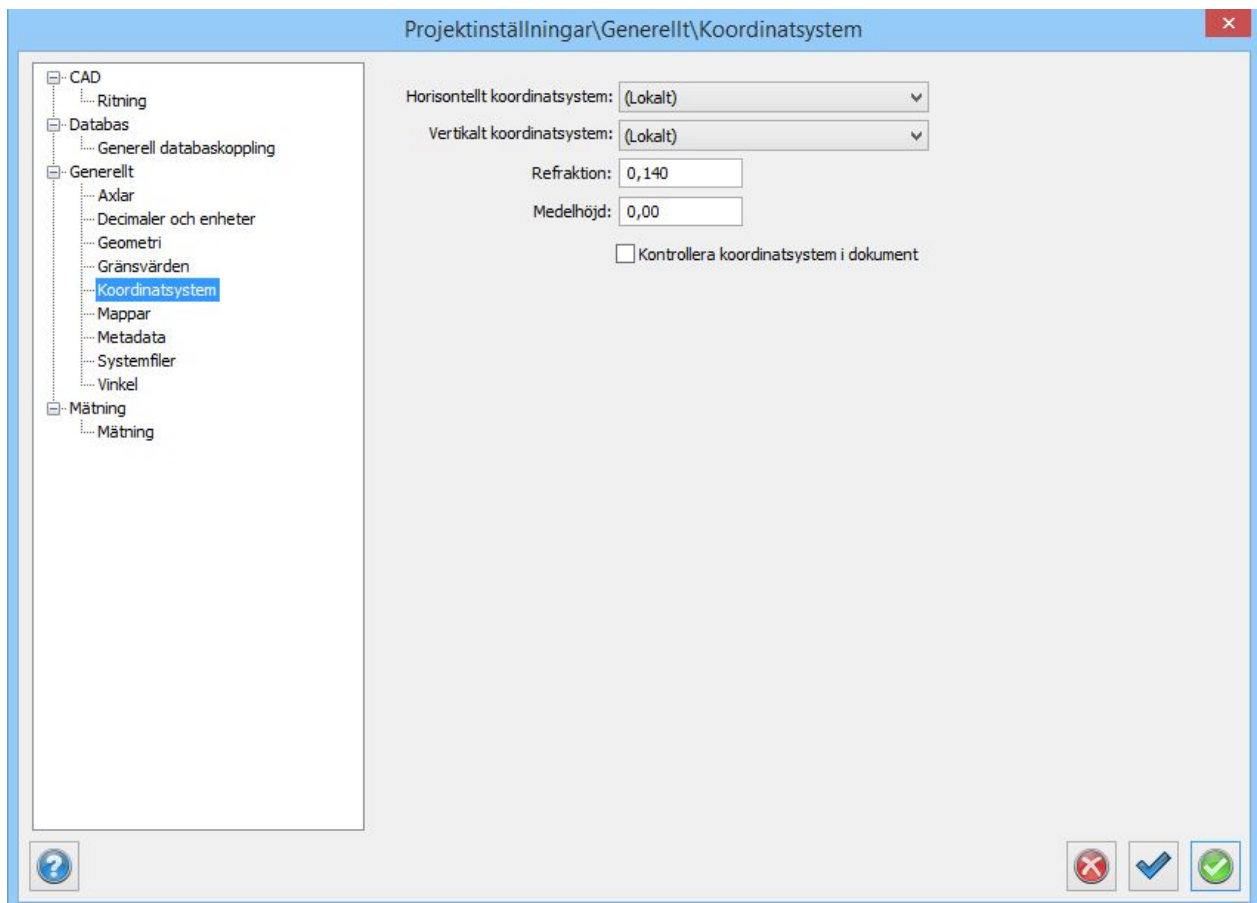 Projektinställningar\Generellt\Koordinatsystem
CAD
Ritning
Databas
Generell databaskoppling
Generellt
Axlar
Decimaler och enheter
Geometri
Gränsvärden
Koordinatsystem
Mappar
Metadata
Systemfiler
Vinkel
Mätning
Mätning
Horisontellt koordinatsystem: (Lokalt)
Vertikalt koordinatsystem: (Lokalt)
Refraktion: 0,140
Medelhöjd: 0,00
Kontrollera koordinatsystem i dokument